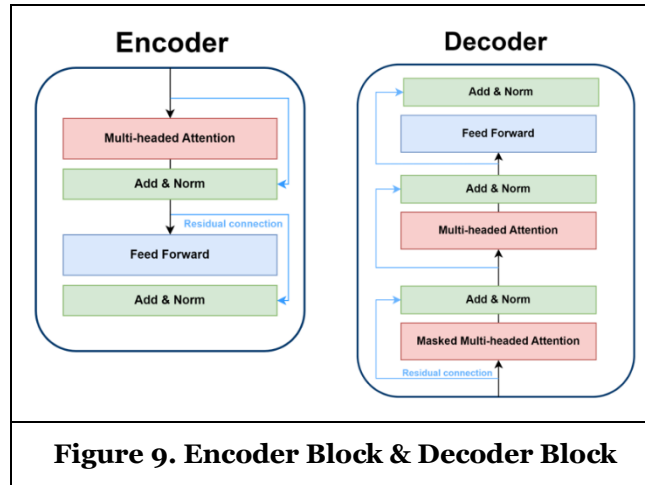 Encoder
Multi-headed Attention
Add & Norm
Residual connection
Feed Forward
Add & Norm
Decoder
Add & Norm
Feed Forward
Add & Norm
Multi-headed Attention
Add & Norm
Masked Multi-headed Attention
Residual connection
Figure 9. Encoder Block & Decoder Block